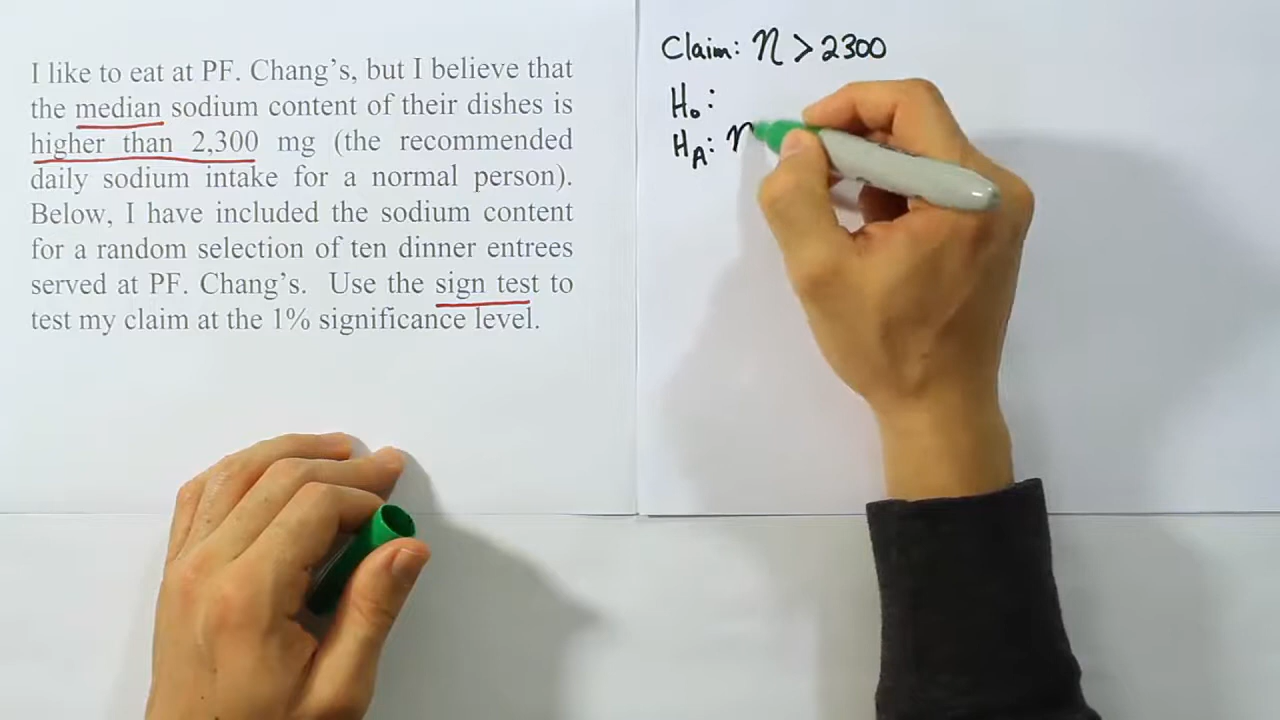 I like to eat at PF. Chang's, but I believe that
the median sodium content of their dishes is
higher than 2,300 mg (the recommended
daily sodium intake for a normal person).
Below, I have included the sodium content
for a random selection of ten dinner entrees
served at PF. Chang's. Use the sign test to
test my claim at the 1% significance level.
Claim: η > 2300
H₀:
H_A: η